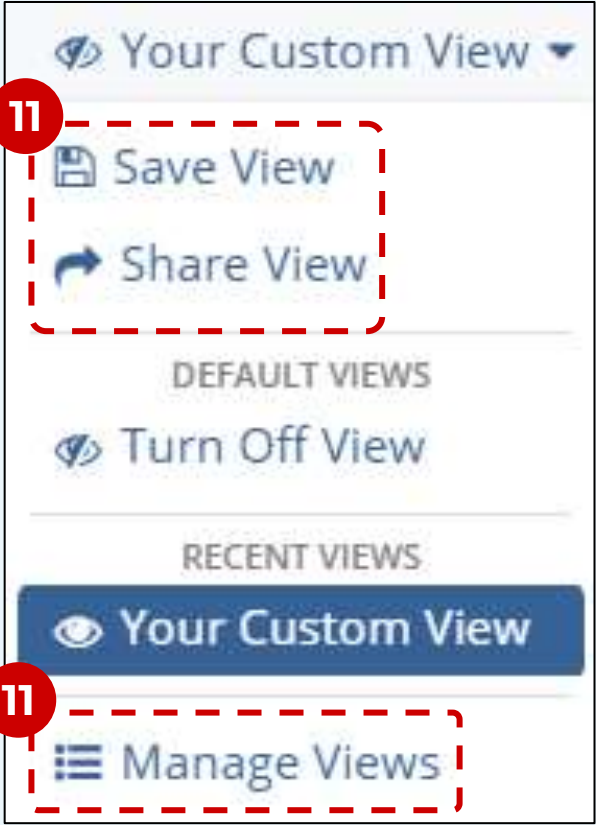 Your Custom View
11
Save View
Share View
DEFAULT VIEWS
Turn Off View
RECENT VIEWS
Your Custom View
11
Manage Views